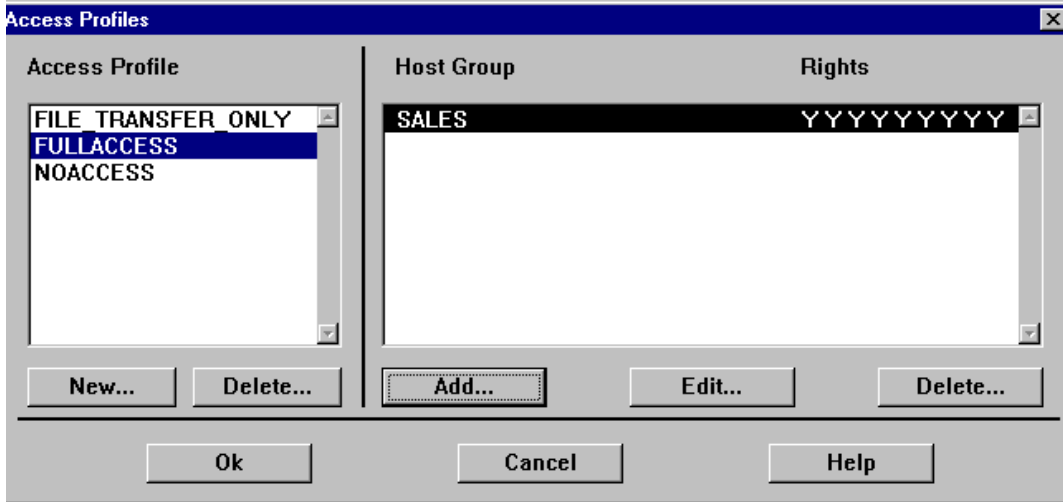 Access Profiles
Access Profile
Host Group Rights
FILE_TRANSFER_ONLY
FULLACCESS
NOACCESS
SALES Y Y Y Y Y Y Y Y Y
New... Delete... Add... Edit... Delete...
Ok Cancel Help